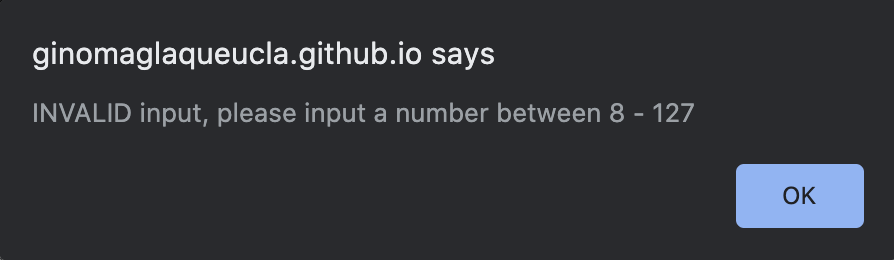 ginomaglaqueucla.github.io says
INVALID input, please input a number between 8 - 127
OK